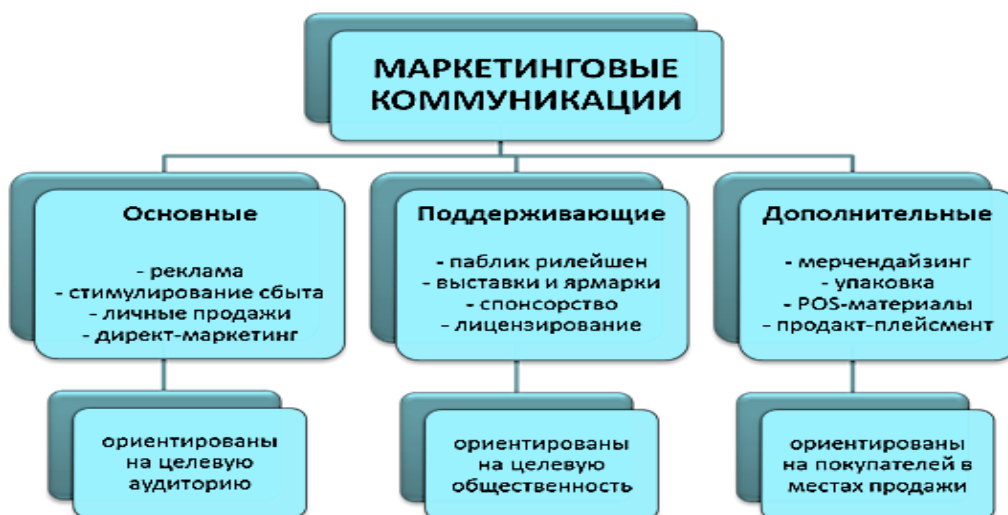 МАРКЕТИНГОВЫЕ
КОММУНИКАЦИИ
Основные
- реклама
- стимулирование сбыта
- личные продажи
- директ-маркетинг
Поддерживающие
- паблик рилейшен
- выставки и ярмарки
- спонсорство
- лицензирование
Дополнительные
- мерчендайзинг
- упаковка
- POS-материалы
- продакт-плейсмент
ориентированы
на целевую
аудиторию
ориентированы
на целевую
общественность
ориентированы
на покупателей в
местах продажи